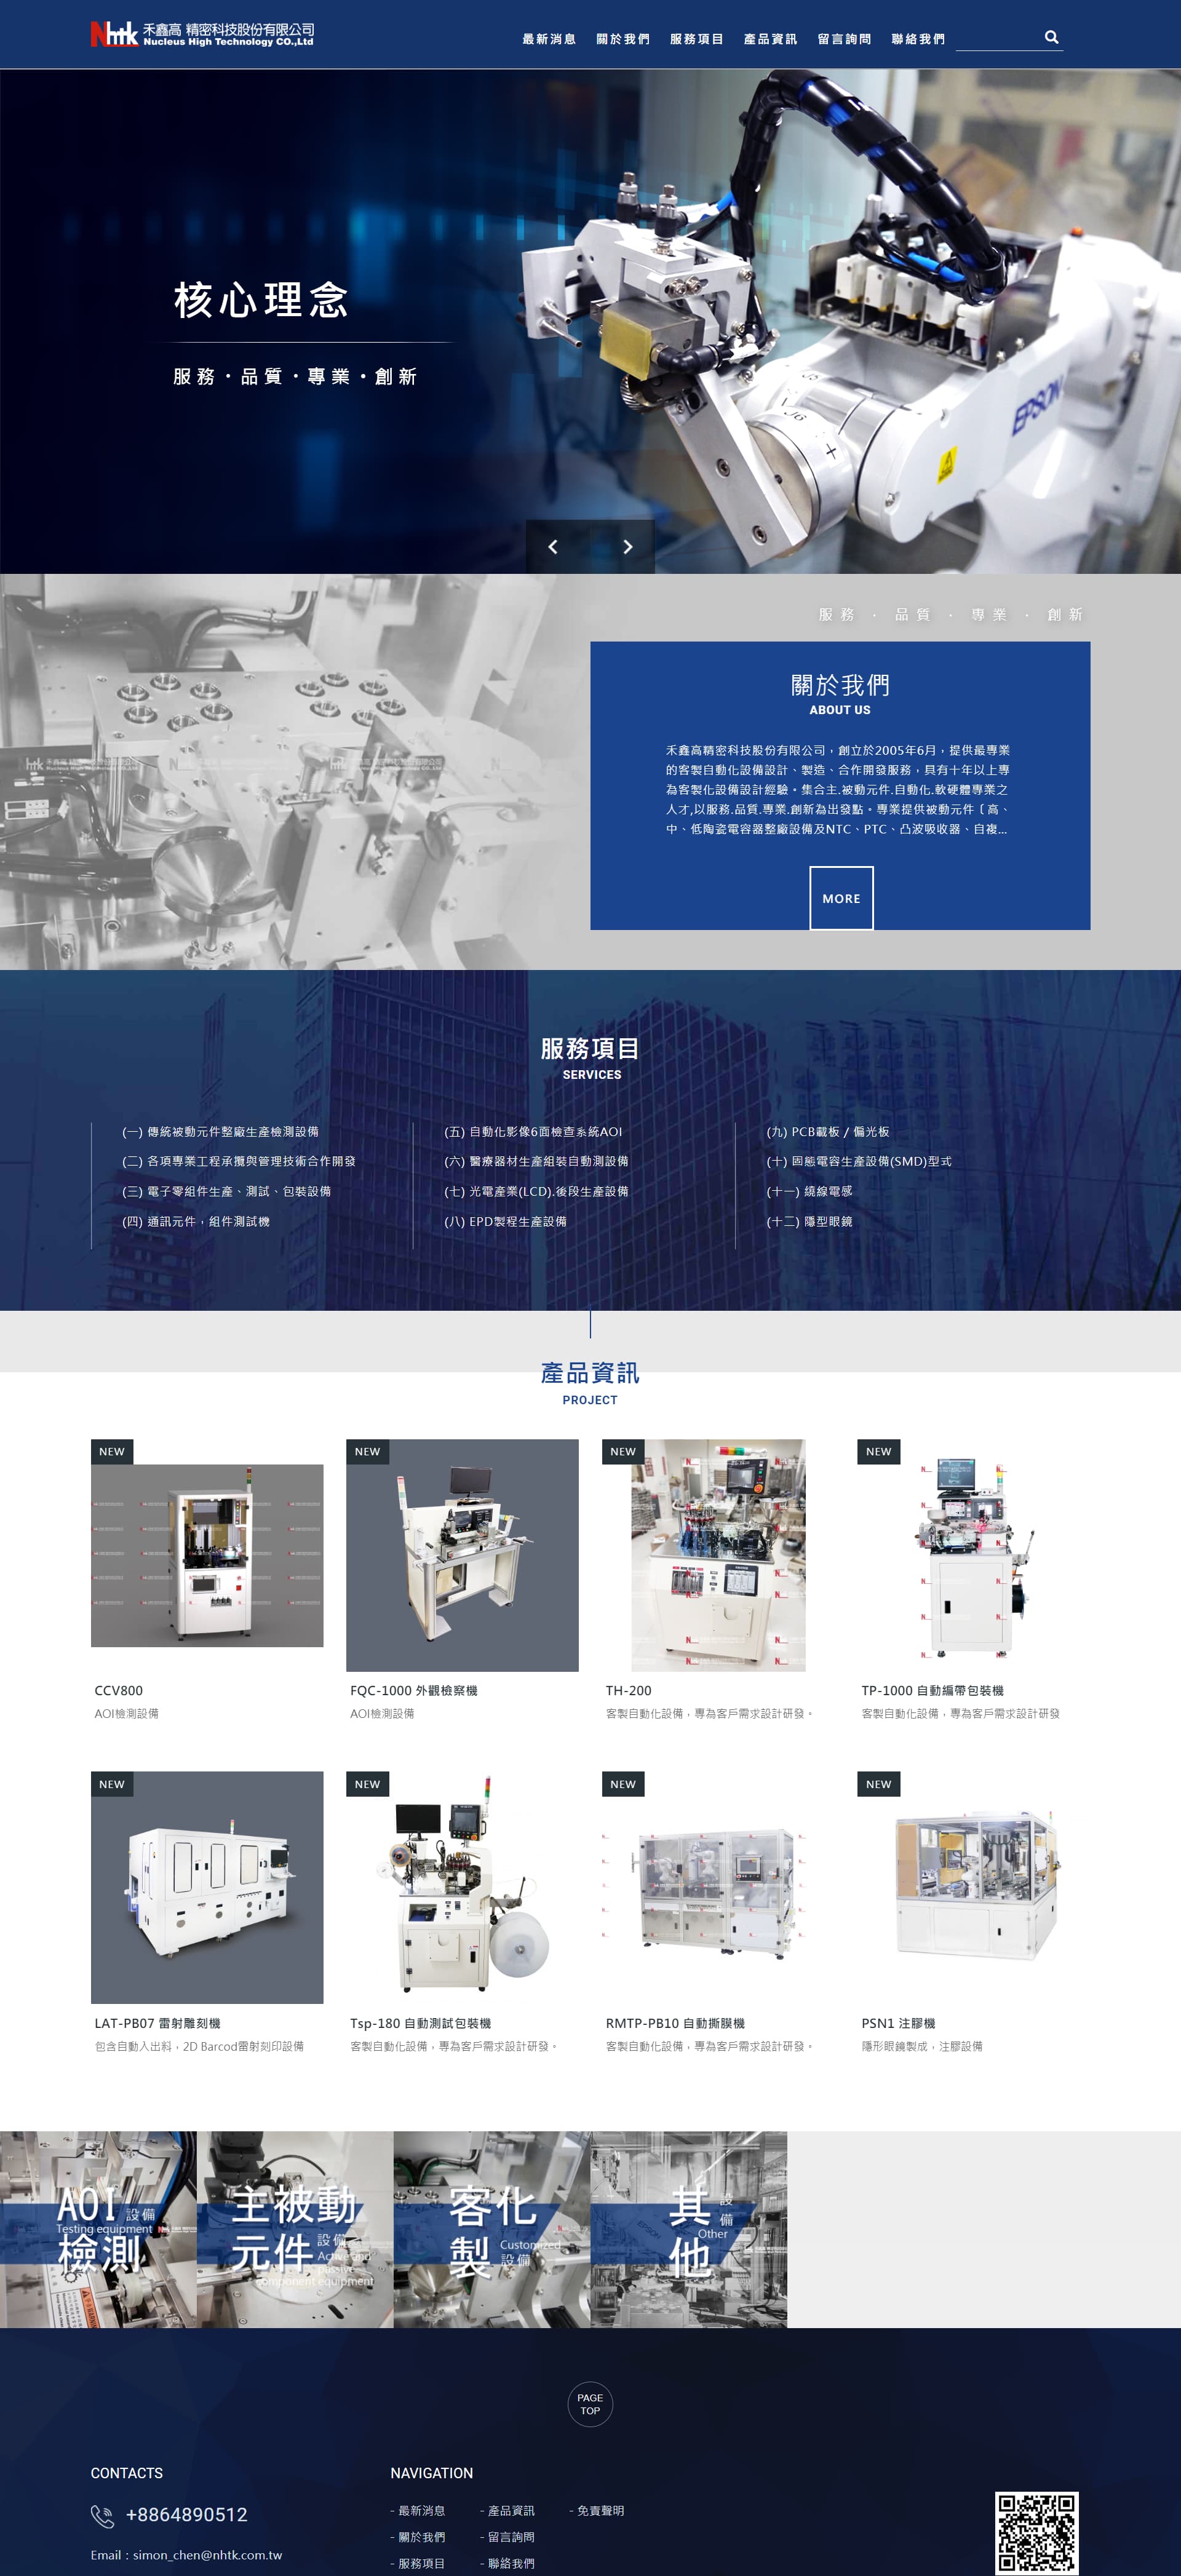 Nhtk 禾鑫高 精密科技股份有限公司
Nucleus High Technology CO.,Ltd
最新消息 關於我們 服務項目 產品資訊 留言詢問 聯絡我們
核心理念
服務・品質・專業・創新
J6
EPSON
服務 · 品質 · 專業 · 創新
關於我們
ABOUT US
禾鑫高精密科技股份有限公司，創立於2005年6月，提供最專業
的客製自動化設備設計、製造、合作開發服務，具有十年以上專
為客製化設備設計經驗。集合主.被動元件.自動化.軟硬體專業之
人才,以服務.品質.專業.創新為出發點。專業提供被動元件〔高、
中、低陶瓷電容器整廠設備及NTC、PTC、凸波吸收器、自複...
MORE
服務項目
SERVICES
(一) 傳統被動元件整廠生產檢測設備
(二) 各項專業工程承攬與管理技術合作開發
(三) 電子零組件生產、測試、包裝設備
(四) 通訊元件，組件測試機
(五) 自動化影像6面檢查系統AOI
(六) 醫療器材生產組裝自動測設備
(七) 光電產業(LCD).後段生產設備
(八) EPD製程生產設備
(九) PCB載板 / 偏光板
(十) 固態電容生產設備(SMD)型式
(十一) 繞線電感
(十二) 隱型眼鏡
產品資訊
PROJECT
NEW
CCV800
AOI檢測設備
NEW
FQC-1000 外觀檢察機
AOI檢測設備
NEW
TH-200
客製自動化設備，專為客戶需求設計研發。
NEW
TP-1000 自動編帶包裝機
客製自動化設備，專為客戶需求設計研發
NEW
LAT-PB07 雷射雕刻機
包含自動入出料，2D Barcod雷射刻印設備
NEW
Tsp-180 自動測試包裝機
客製自動化設備，專為客戶需求設計研發。
NEW
RMTP-PB10 自動撕膜機
客製自動化設備，專為客戶需求設計研發。
NEW
PSN1 注膠機
隱形眼鏡製成，注膠設備
AOI 設備
Testing equipment
檢測
主被動
元件 設備
Active and
passive
component equipment
客化
製 Customized
設備
其 設
他 備
Other
PAGE
TOP
CONTACTS
+8864890512
Email：simon_chen@nhtk.com.tw
NAVIGATION
- 最新消息 - 產品資訊 - 免責聲明
- 關於我們 - 留言詢問
- 服務項目 - 聯絡我們